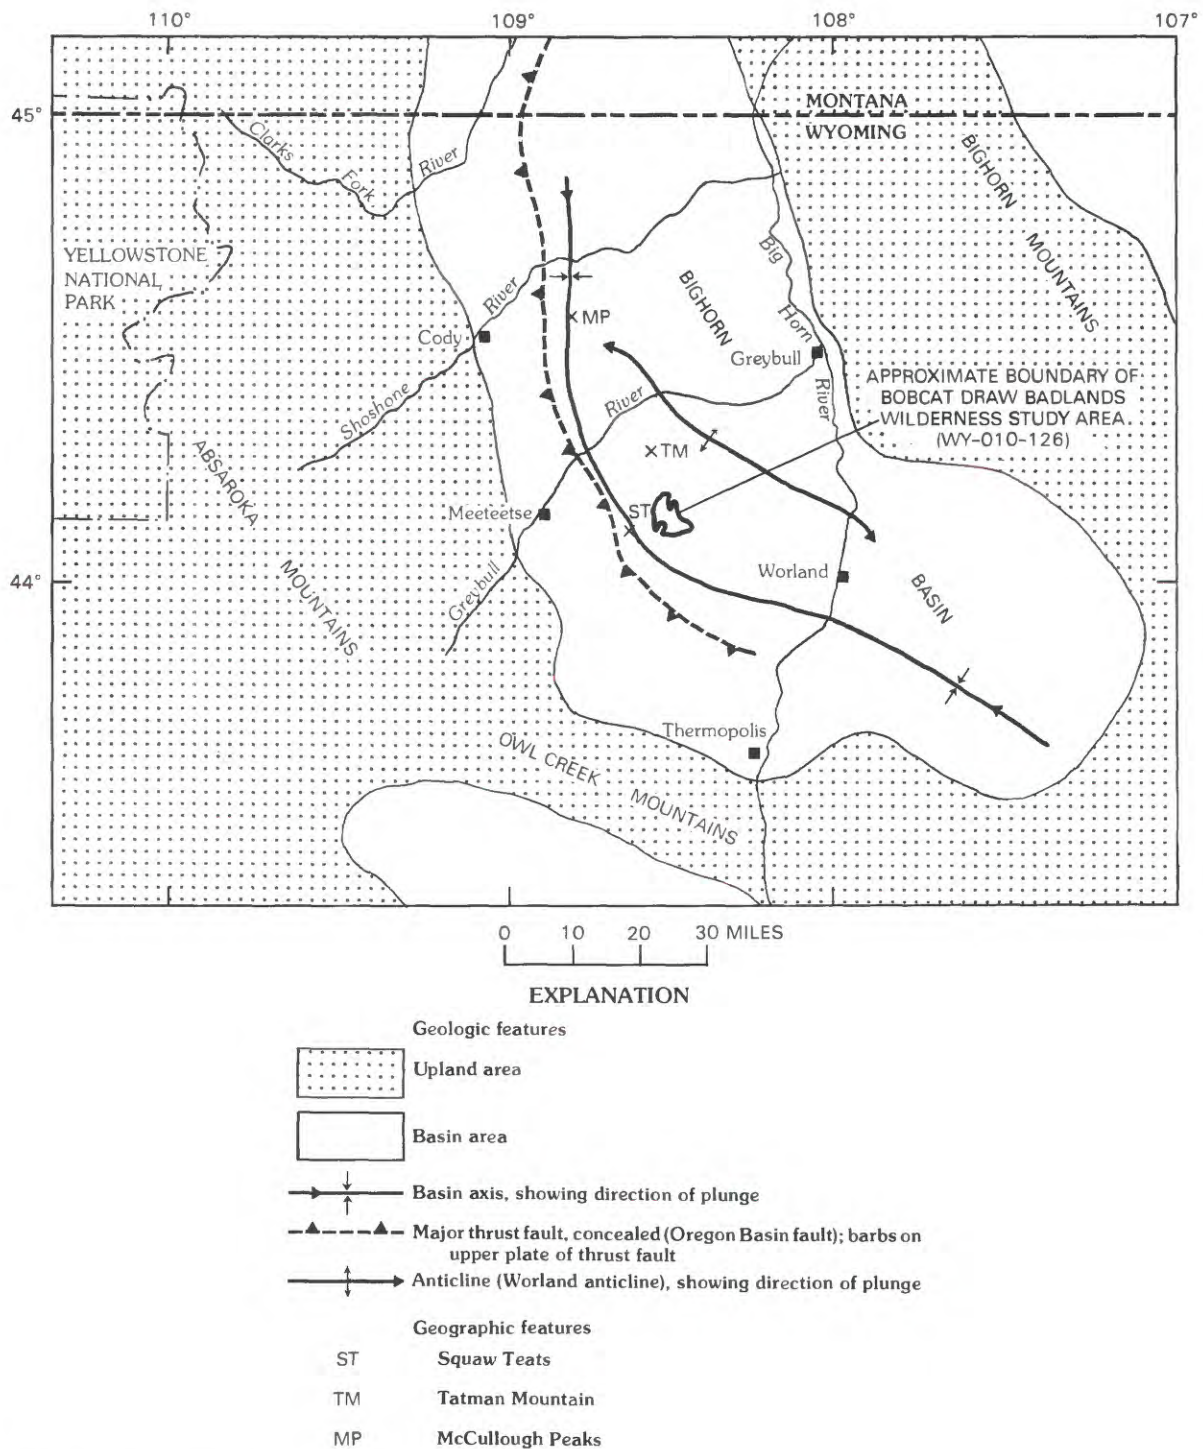 110°
109°
108°
107°
45°
MONTANA
WYOMING
Clarks
Fork
River
BIGHORN
MOUNTAINS
YELLOWSTONE
NATIONAL
PARK
River
Big
Horn
River
BIGHORN
MP
Cody
Greybull
Shoshone
River
APPROXIMATE BOUNDARY OF
BOBCAT DRAW BADLANDS
WILDERNESS STUDY AREA
(WY-010-126)
ABSAROKA
TM
ST
Meeteetse
44°
MOUNTAINS
Greybull
Worland
BASIN
Thermopolis
OWL CREEK
MOUNTAINS
0 10 20 30 MILES
EXPLANATION
Geologic features
Upland area
Basin area
Basin axis, showing direction of plunge
Major thrust fault, concealed (Oregon Basin fault); barbs on
upper plate of thrust fault
Anticline (Worland anticline), showing direction of plunge
Geographic features
ST Squaw Teats
TM Tatman Mountain
MP McCullough Peaks